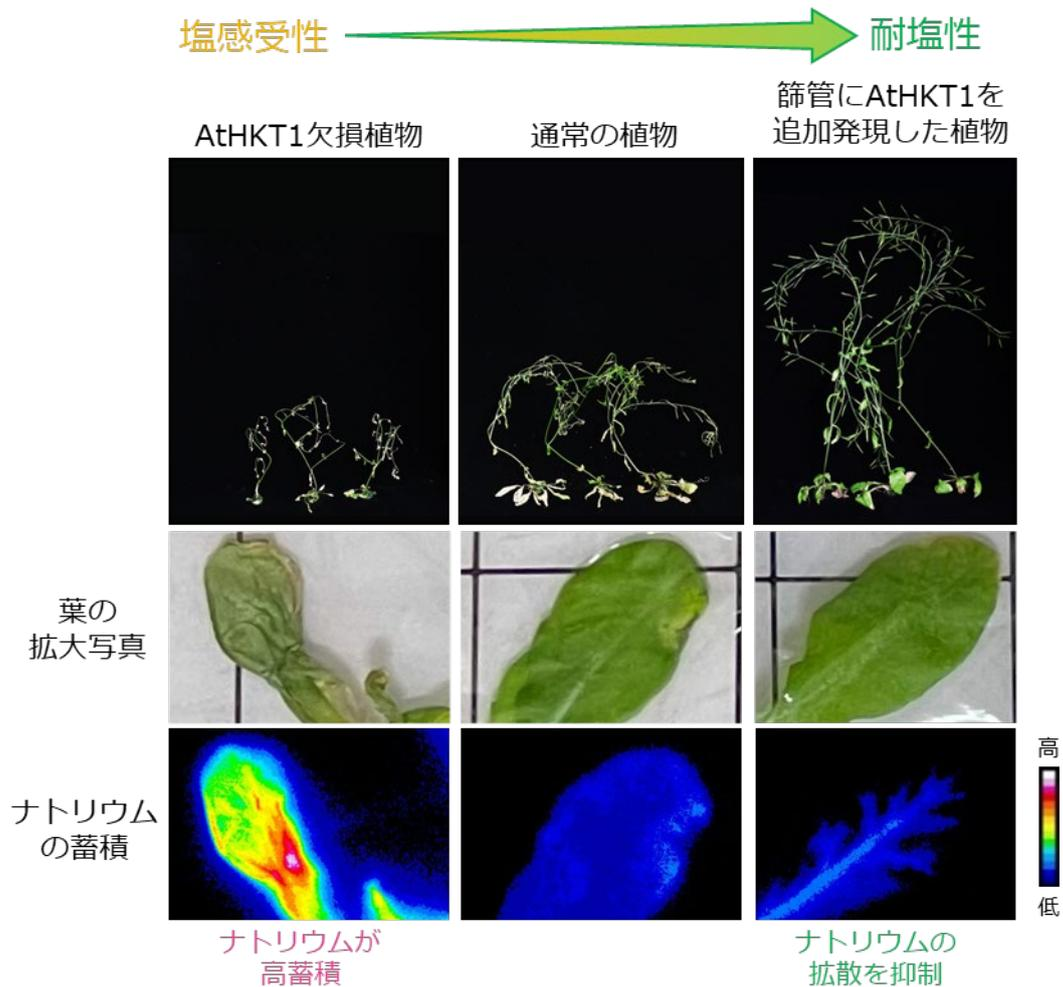 塩感受性
耐塩性
AtHKT1欠損植物
通常の植物
篩管にAtHKT1を
追加発現した植物
葉の
拡大写真
ナトリウム
の蓄積
高
低
ナトリウムが
高蓄積
ナトリウムの
拡散を抑制